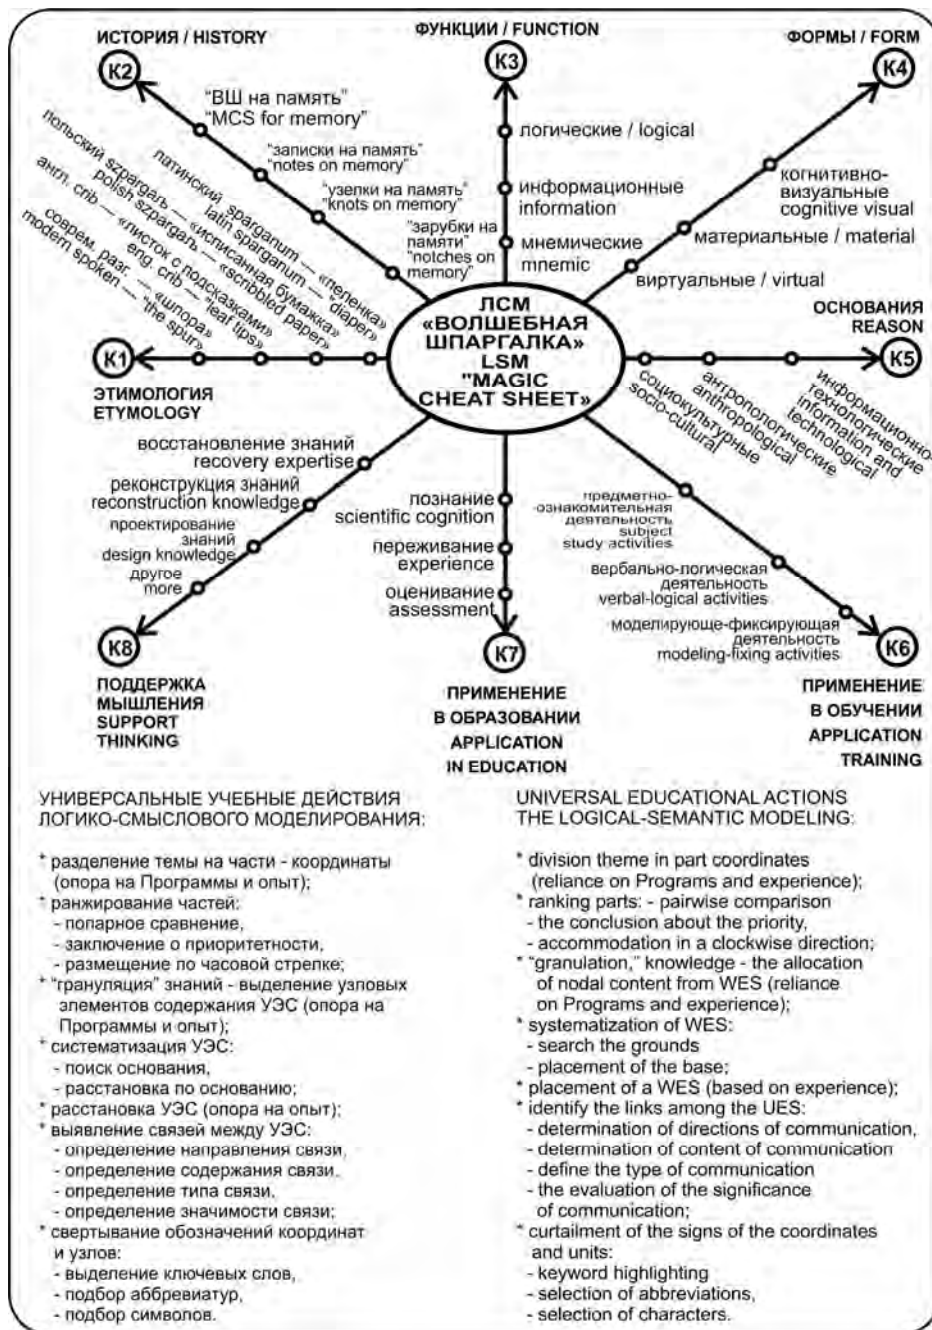 ИСТОРИЯ / HISTORY
К2
ФУНКЦИИ / FUNCTION
К3
ФОРМЫ / FORM
К4
"ВШ на память"
"MCS for memory"
"записки на память"
"notes on memory"
"узелки на память"
"knots on memory"
"зарубки на
памяти"
"notches on
memory"
логические / logical
информационные
information
мнемические
mnemic
когнитивно-
визуальные
cognitive visual
материальные / material
виртуальные / virtual
латинский sparganum — «пеленка»
latin sparganum — "diaper"
польский szpargał — «исписанная бумажка»
polish szpargał — «scribbled paper»
англ. crib — «листок с подсказками»
eng. crib — "leaf tips"
соврем. разг. — «шпора»
modern spoken — "the spur"
ЛСМ
«ВОЛШЕБНАЯ
ШПАРГАЛКА»
LSM
"MAGIC
CHEAT SHEET»
К1
ЭТИМОЛОГИЯ
ETYMOLOGY
ОСНОВАНИЯ
REASON
К5
социокультурные
socio-cultural
антропологические
anthropological
информационно-
технологические
information and
technological
восстановление знаний
recovery expertise
реконструкция знаний
reconstruction knowledge
проектирование
знаний
design knowledge
другое
more
К8
ПОДДЕРЖКА
МЫШЛЕНИЯ
SUPPORT
THINKING
познание
scientific cognition
переживание
experience
оценивание
assessment
К7
ПРИМЕНЕНИЕ
В ОБРАЗОВАНИИ
APPLICATION
IN EDUCATION
предметно-
ознакомительная
деятельность
subject
study activities
вербально-логическая
деятельность
verbal-logical activities
моделирующе-фиксирующая
деятельность
modeling-fixing activities
К6
ПРИМЕНЕНИЕ
В ОБУЧЕНИИ
APPLICATION
TRAINING
УНИВЕРСАЛЬНЫЕ УЧЕБНЫЕ ДЕЙСТВИЯ
ЛОГИКО-СМЫСЛОВОГО МОДЕЛИРОВАНИЯ:
* разделение темы на части - координаты
(опора на Программы и опыт);
* ранжирование частей:
- попарное сравнение,
- заключение о приоритетности,
- размещение по часовой стрелке;
* "грануляция" знаний - выделение узловых
элементов содержания УЭС (опора на
Программы и опыт);
* систематизация УЭС:
- поиск основания,
- расстановка по основанию;
* расстановка УЭС (опора на опыт);
* выявление связей между УЭС:
- определение направления связи,
- определение содержания связи,
- определение типа связи,
- определение значимости связи;
* свертывание обозначений координат
и узлов:
- выделение ключевых слов,
- подбор аббревиатур,
- подбор символов.
UNIVERSAL EDUCATIONAL ACTIONS
THE LOGICAL-SEMANTIC MODELING:
* division theme in part coordinates
(reliance on Programs and experience);
* ranking parts: - pairwise comparison
- the conclusion about the priority,
- accommodation in a clockwise direction;
* "granulation," knowledge - the allocation
of nodal content from WES (reliance
on Programs and experience);
* systematization of WES:
- search the grounds
- placement of the base;
* placement of a WES (based on experience);
* identify the links among the UES:
- determination of directions of communication,
- determination of content of communication
- define the type of communication
- the evaluation of the significance
of communication;
* curtailment of the signs of the coordinates
and units:
- keyword highlighting
- selection of abbreviations,
- selection of characters.